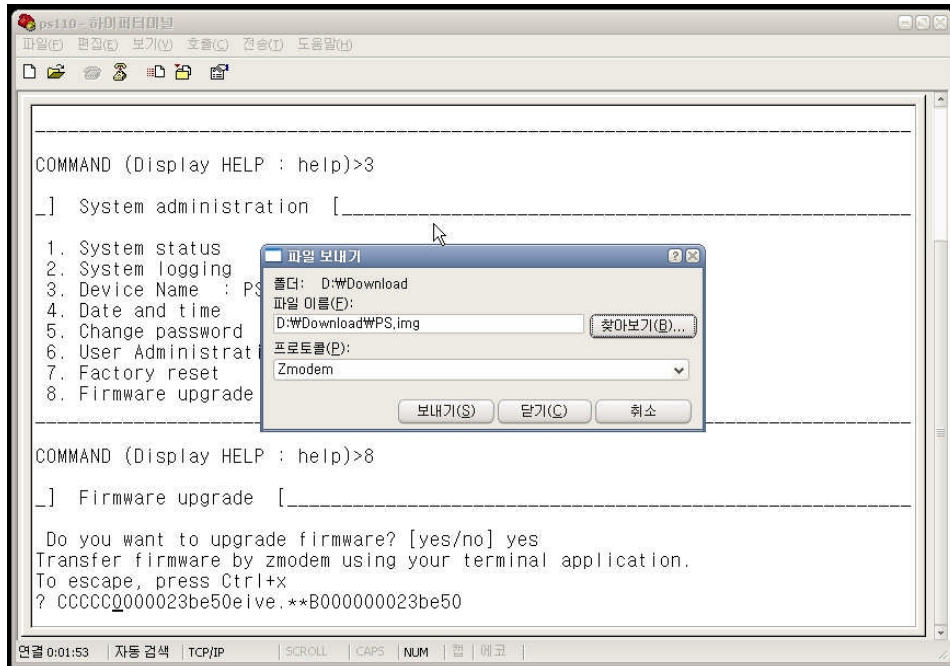 ps110 - 하이퍼터미널
파일(F) 편집(E) 보기(V) 호출(C) 전송(T) 도움말(H)
COMMAND (Display HELP : help)>3
_] System administration [_
1. System status
2. System logging
3. Device Name : PS
4. Date and time
5. Change password
6. User Administrati
7. Factory reset
8. Firmware upgrade
파일 보내기
폴더: D:₩Download
파일 이름(F):
D:₩Download₩PS.img
찾아보기(B)...
프로토콜(P):
Zmodem
보내기(S) 닫기(C) 취소
COMMAND (Display HELP : help)>8
_] Firmware upgrade [_
Do you want to upgrade firmware? [yes/no] yes
Transfer firmware by zmodem using your terminal application.
To escape, press Ctrl+x
? CCCCC0000023be50eive.**B000000023be50
연결 0:01:53 자동 검색 TCP/IP SCROLL CAPS NUM 캡 에코